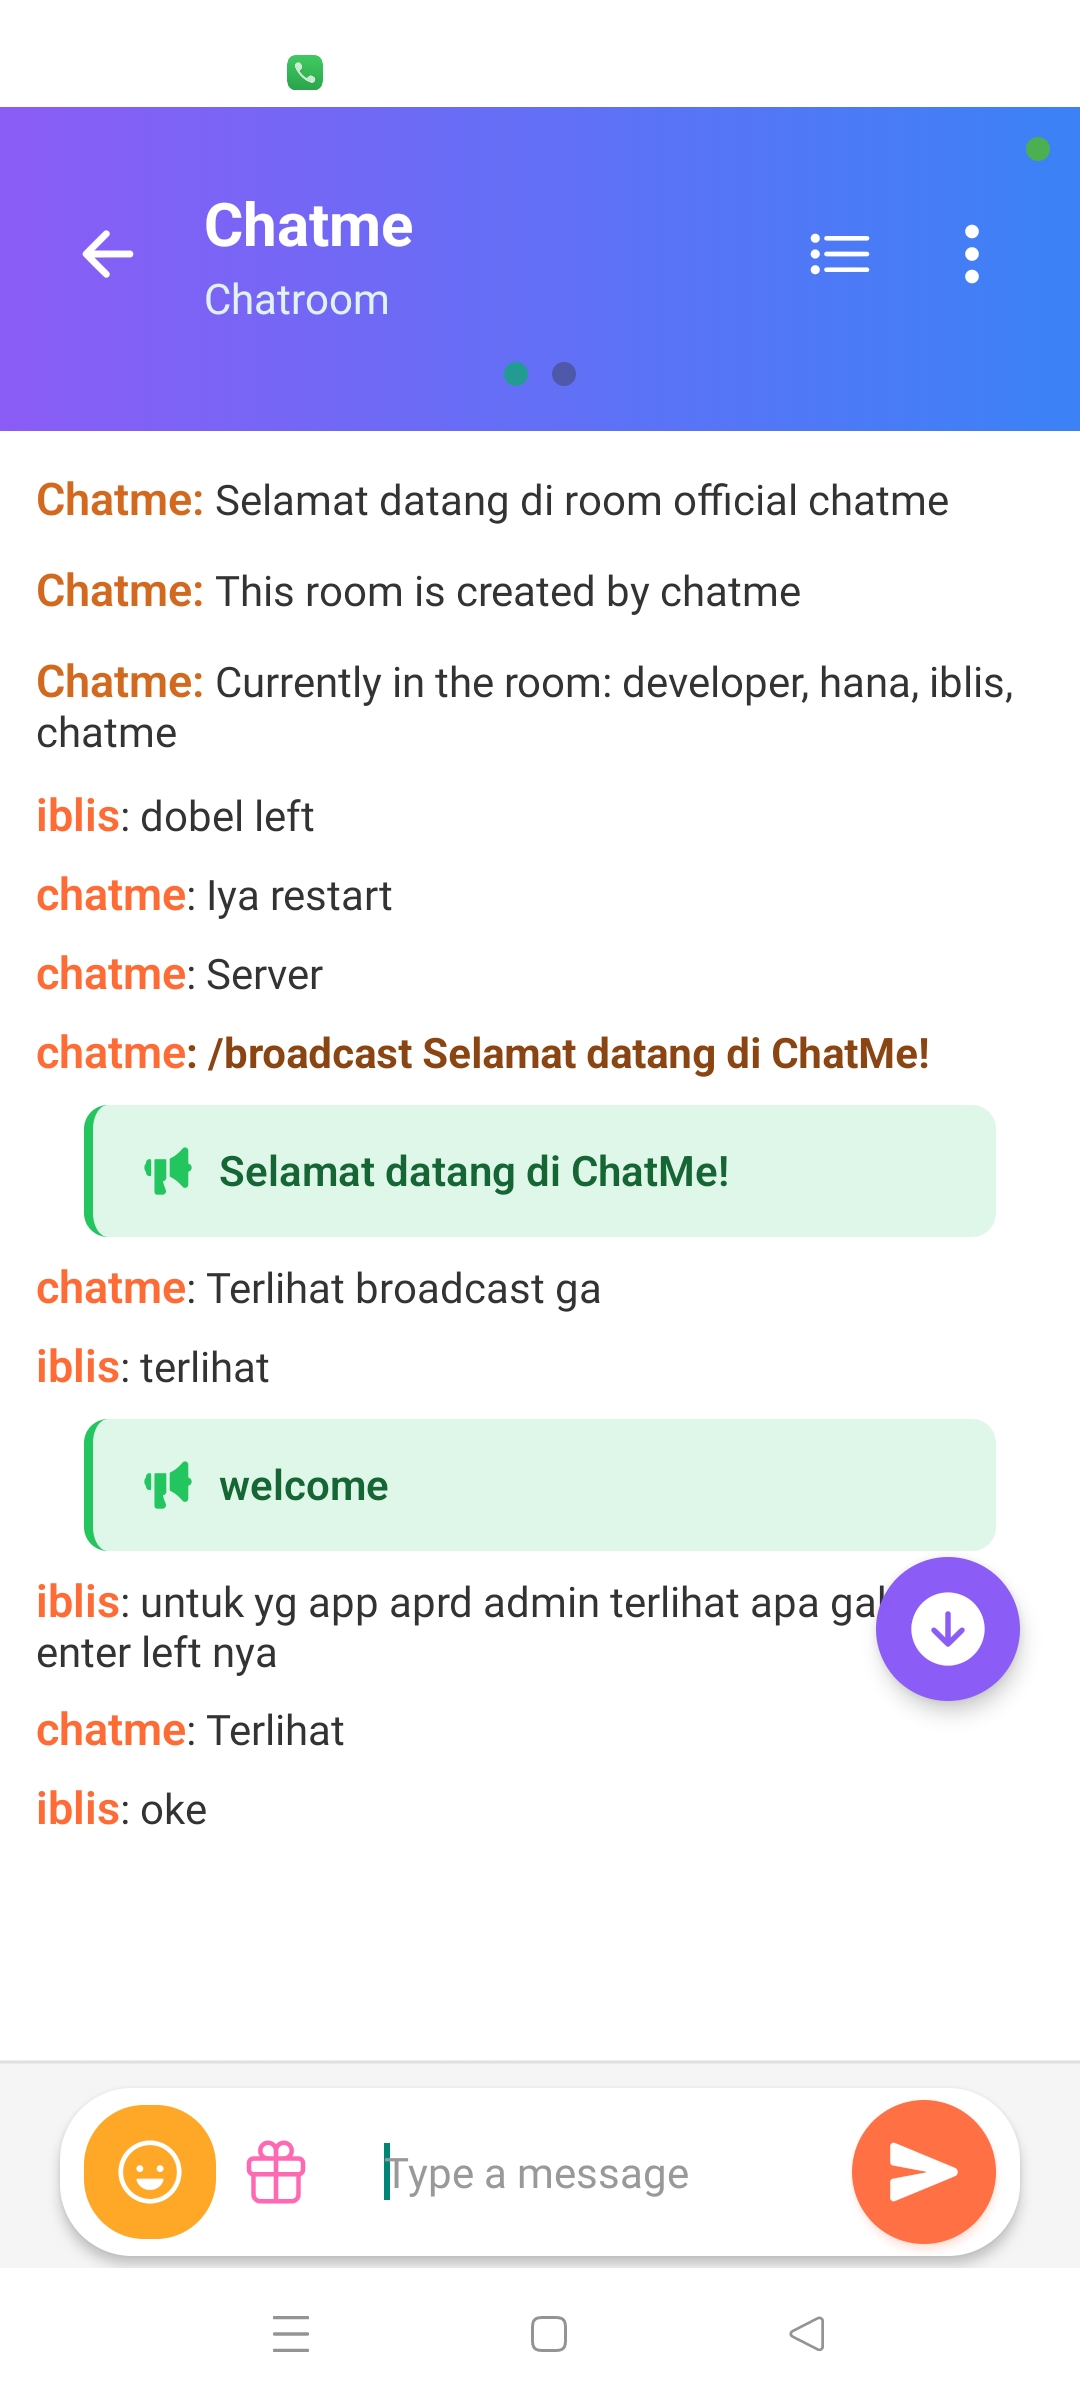 Chatme
Chatroom
Chatme: Selamat datang di room official chatme
Chatme: This room is created by chatme
Chatme: Currently in the room: developer, hana, iblis,
chatme
iblis: dobel left
chatme: Iya restart
chatme: Server
chatme: /broadcast Selamat datang di ChatMe!
Selamat datang di ChatMe!
chatme: Terlihat broadcast ga
iblis: terlihat
welcome
iblis: untuk yg app aprd admin terlihat apa
enter left nya
chatme: Terlihat
iblis: oke
Type a message